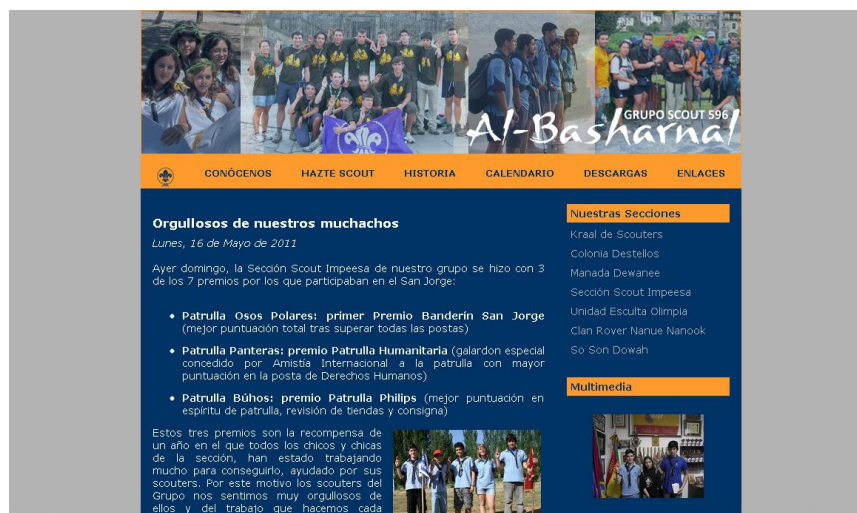 GRUPO SCOUT 596
Al-Basharnal
CONÓCENOS
HAZTE SCOUT
HISTORIA
CALENDARIO
DESCARGAS
ENLACES
Orgullosos de nuestros muchachos
Lunes, 16 de Mayo de 2011
Ayer domingo, la Sección Scout Impeesa de nuestro grupo se hizo con 3
de los 7 premios por los que participaban en el San Jorge:
• Patrulla Osos Polares: primer Premio Banderín San Jorge
(mejor puntuación total tras superar todas las postas)
• Patrulla Panteras: premio Patrulla Humanitaria (galardon especial
concedido por Amistía Internacional a la patrulla con mayor
puntuación en la posta de Derechos Humanos)
• Patrulla Búhos: premio Patrulla Philips (mejor puntuación en
espíritu de patrulla, revisión de tiendas y consigna)
Estos tres premios son la recompensa de
un año en el que todos los chicos y chicas
de la sección, han estado trabajando
mucho para conseguirlo, ayudado por sus
scouters. Por este motivo los scouters del
Grupo nos sentimos muy orgullosos de
ellos y del trabajo que hacemos cada
Nuestras Secciones
Kraal de Scouters
Colonia Destellos
Manada Dewanee
Sección Scout Impeesa
Unidad Esculta Olimpia
Clan Rover Nanue Nanook
So Son Dowah
Multimedia